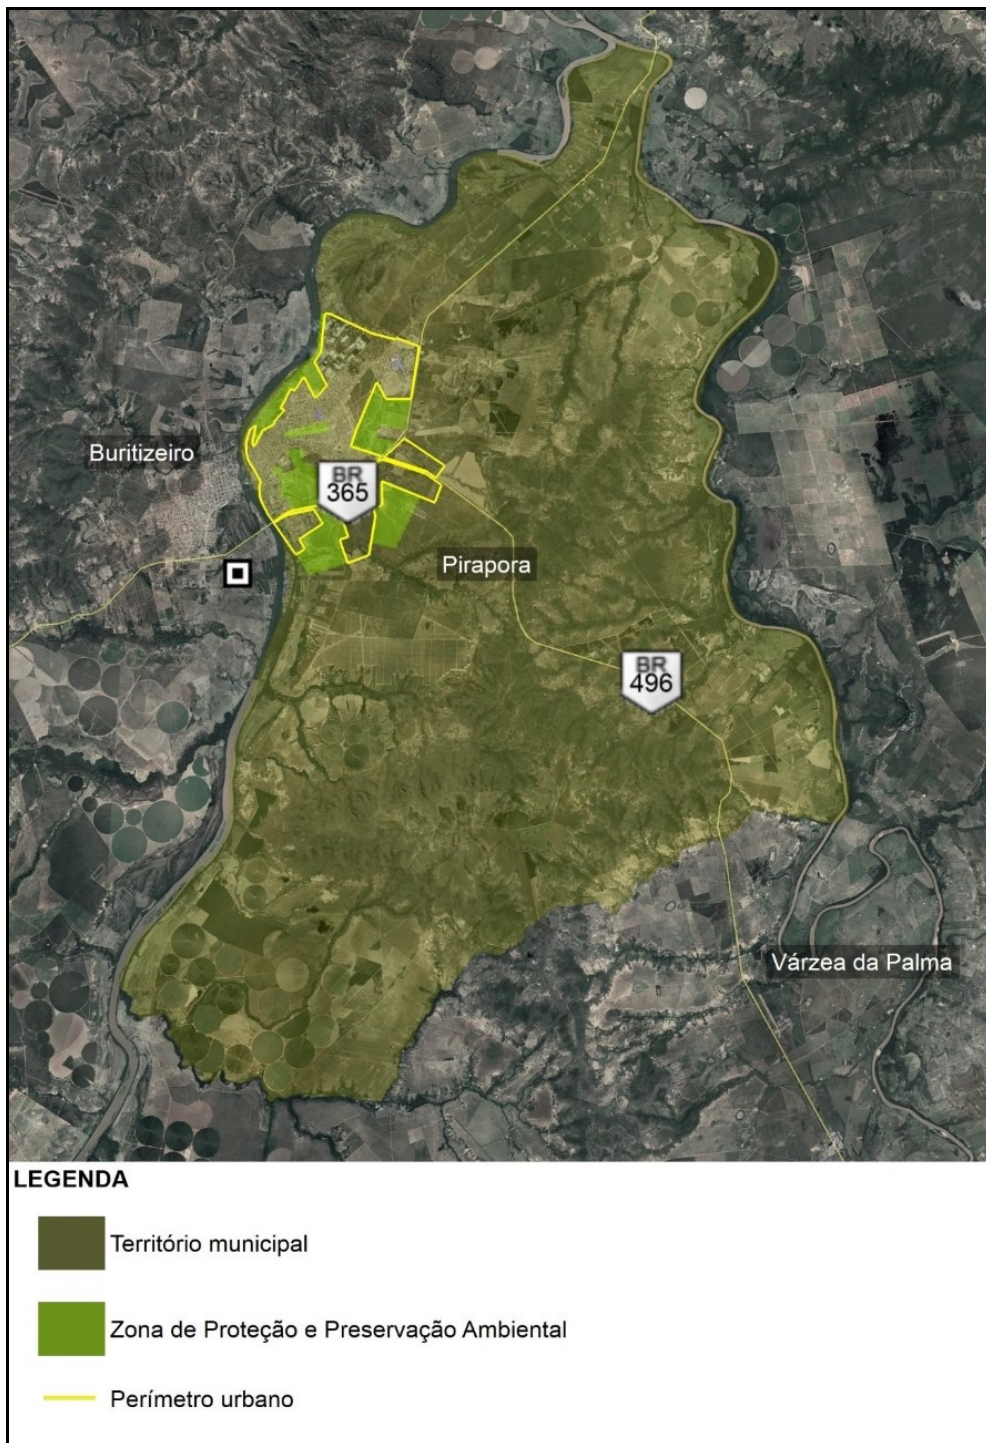 Buritizeiro
BR
365
Pirapora
BR
496
Várzea da Palma
LEGENDA
Território municipal
Zona de Proteção e Preservação Ambiental
Perímetro urbano